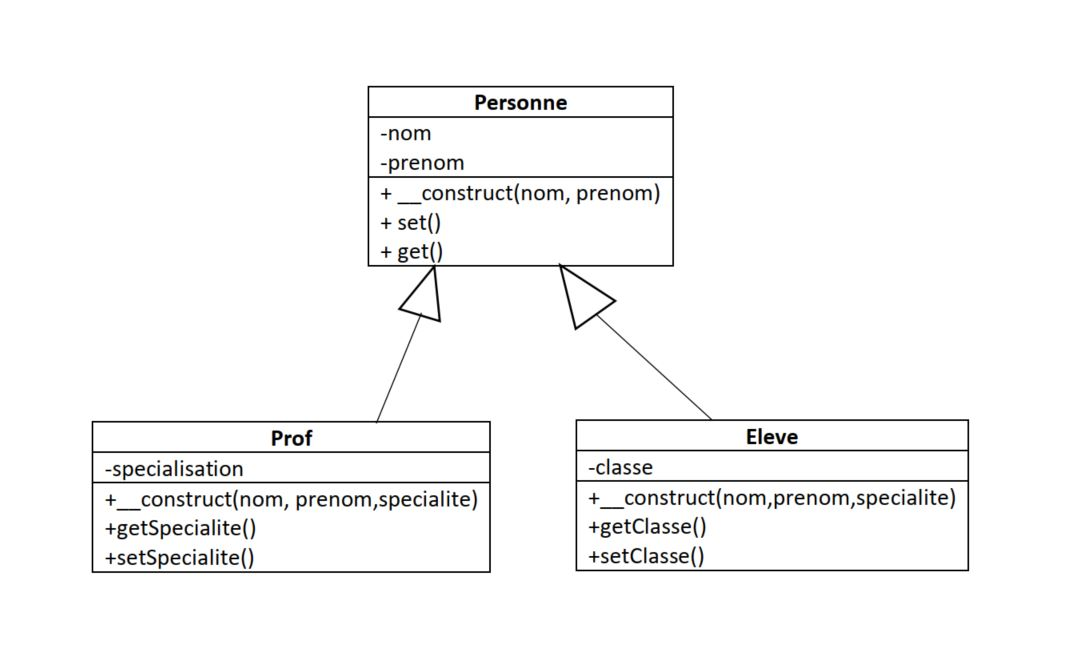 Personne
-nom
-prenom
+ __construct(nom, prenom)
+ set()
+ get()
Prof
-specialisation
+__construct(nom, prenom,specialite)
+getSpecialite()
+setSpecialite()
Eleve
-classe
+__construct(nom,prenom,specialite)
+getClasse()
+setClasse()